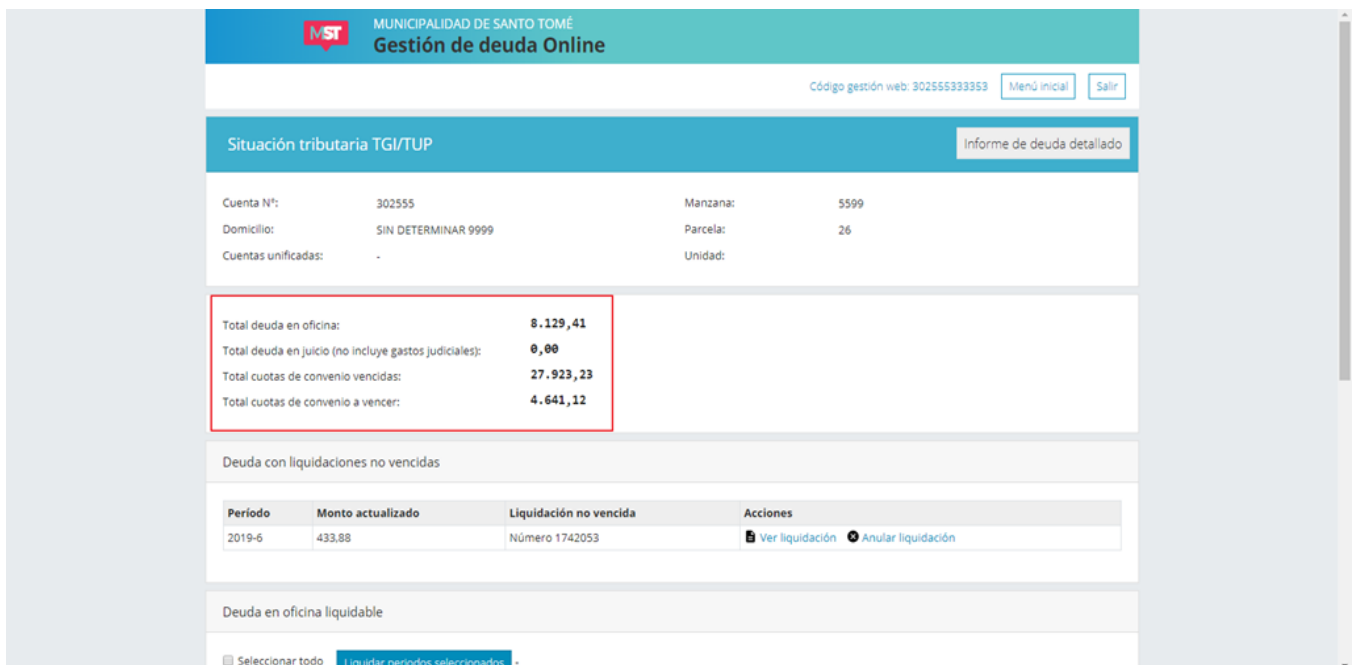 MST
MUNICIPALIDAD DE SANTO TOMÉ
Gestión de deuda Online
Código gestión web: 302555333353 Menú inicial Salir
Situación tributaria TGI/TUP Informe de deuda detallado
Cuenta N°: 302555 Manzana: 5599
Domicilio: SIN DETERMINAR 9999 Parcela: 26
Cuentas unificadas: - Unidad:
Total deuda en oficina: 8.129,41
Total deuda en juicio (no incluye gastos judiciales): 0,00
Total cuotas de convenio vencidas: 27.923,23
Total cuotas de convenio a vencer: 4.641,12
Deuda con liquidaciones no vencidas
Período Monto actualizado Liquidación no vencida Acciones
2019-6 433,88 Número 1742053 Ver liquidación Anular liquidación
Deuda en oficina liquidable
Seleccionar todo Liquidar periodos seleccionados -